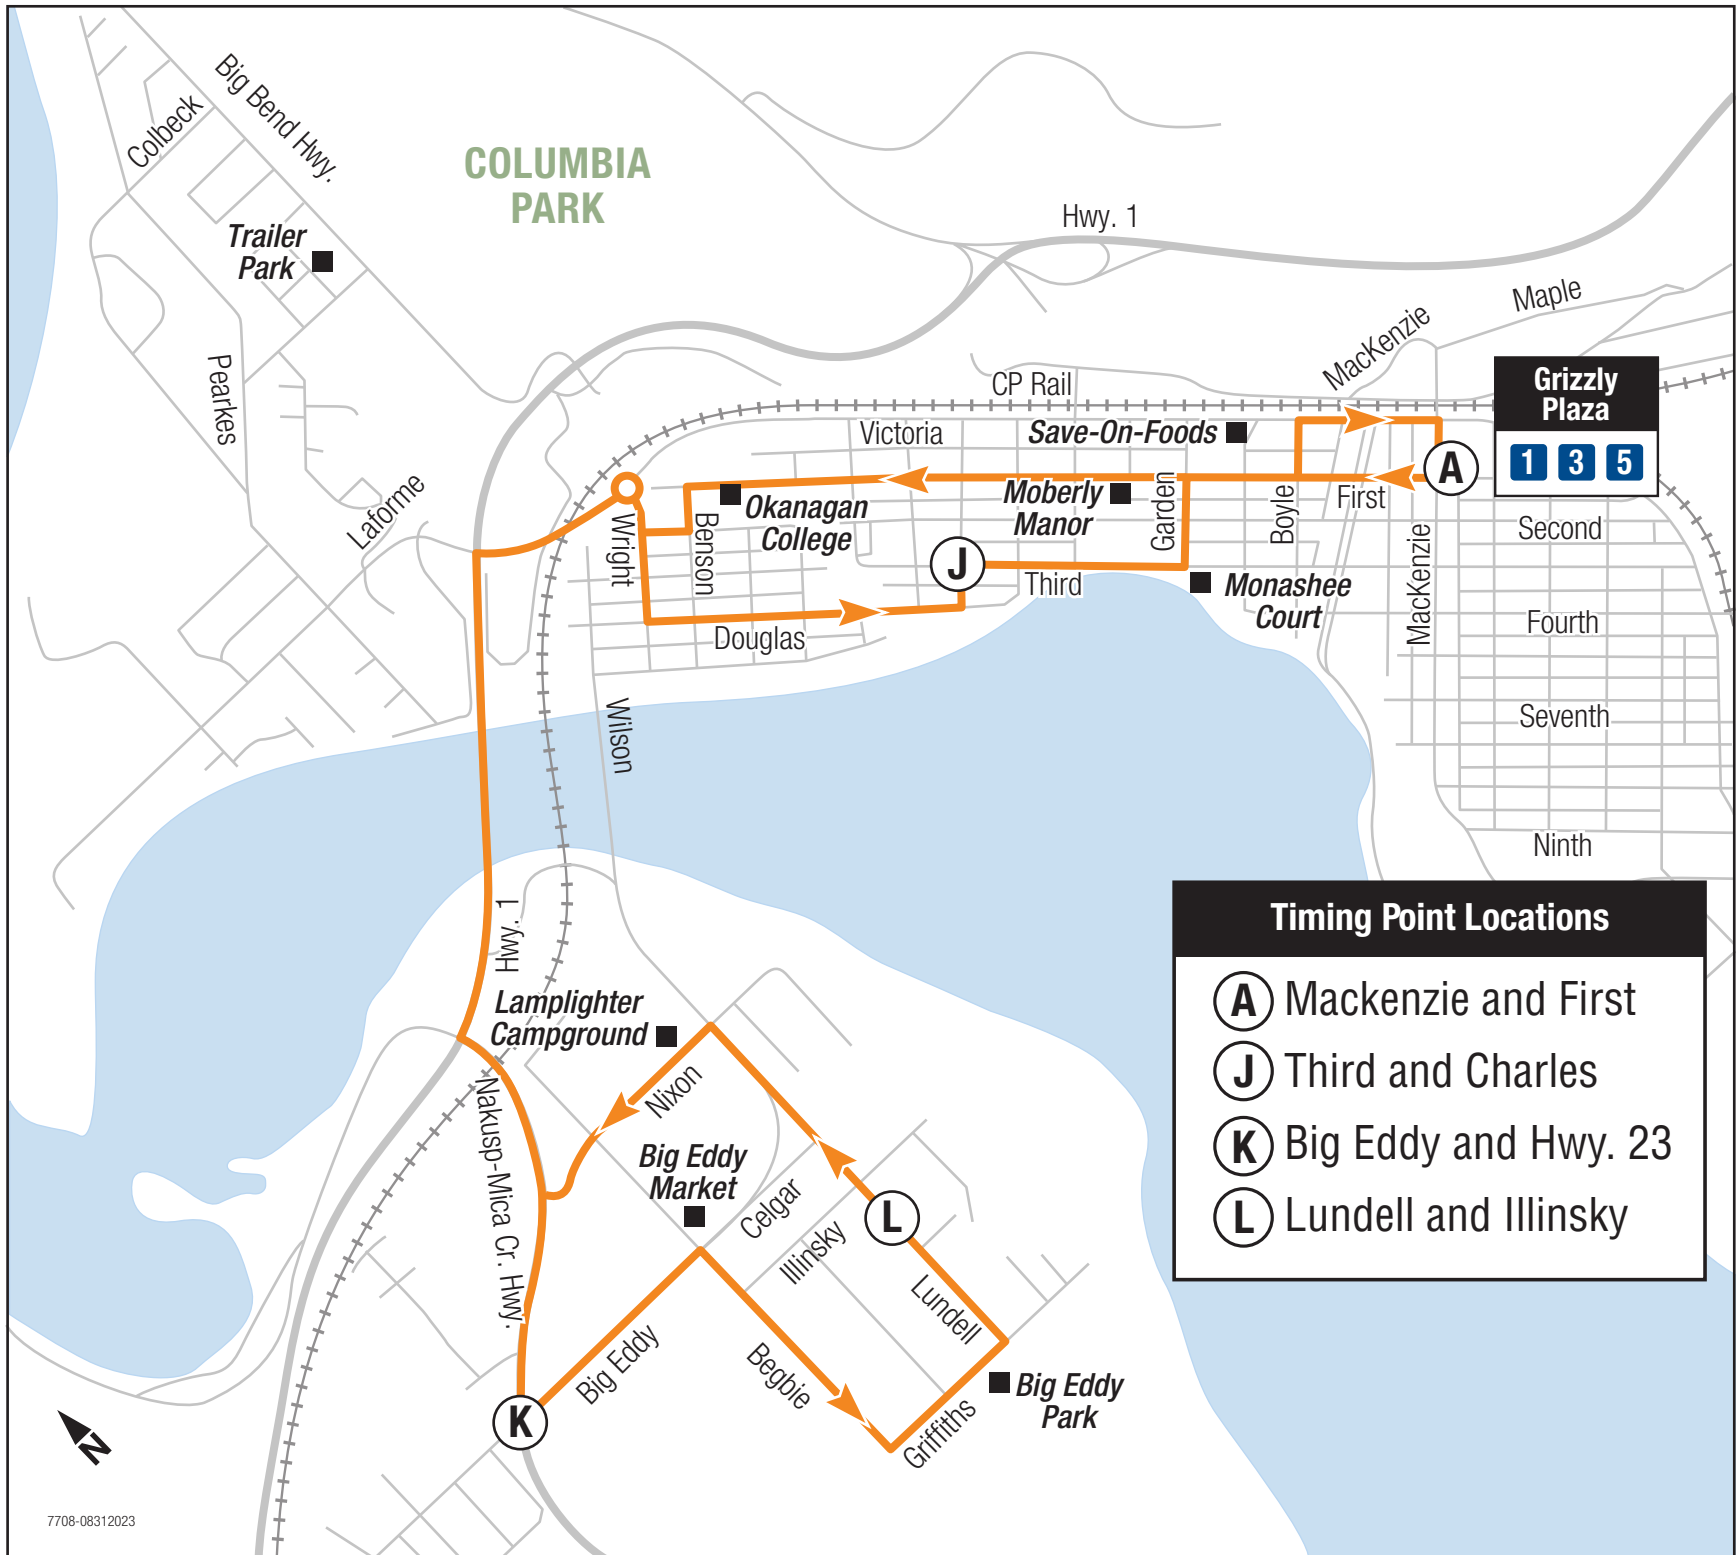 Big Bend Hwy.
Colbeck
COLUMBIA
PARK
Trailer
Park
Hwy. 1
Maple
MacKenzie
Pearkes
CP Rail
Grizzly
Plaza
1 3 5
Victoria
Save-On-Foods
A
Laforme
Okanagan
College
Moberly
Manor
Garden
Boyle
First
Second
Wright
Benson
J
Third
Monashee
Court
MacKenzie
Fourth
Douglas
Seventh
Wilson
Ninth
Hwy. 1
Timing Point Locations
A Mackenzie and First
J Third and Charles
K Big Eddy and Hwy. 23
L Lundell and Illinsky
Lamplighter
Campground
Nixon
Nakusp-Mica Cr. Hwy.
Big Eddy
Market
Celgar
Illinsky
L
Lundell
Big Eddy
Begbie
Griffiths
Big Eddy
Park
K
N
7708-08312023